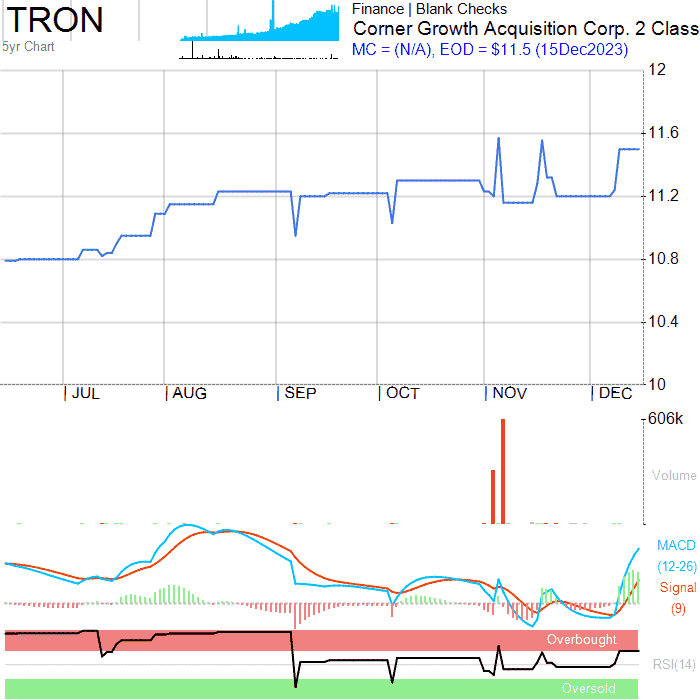 TRON
5yr Chart
Finance | Blank Checks
Corner Growth Acquisition Corp. 2 Class
MC = (N/A), EOD = $11.5 (15Dec2023)
12
11.6
11.2
10.8
10.4
10
JUL
AUG
SEP
OCT
NOV
DEC
606k
Volume
MACD
(12-26)
Signal
(9)
Overbought
RSI(14)
Oversold